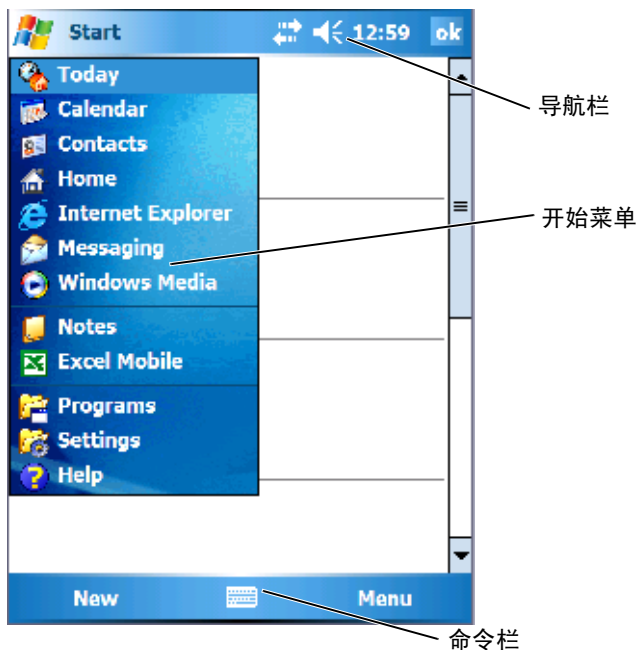 Start 12:59 ok
Today
导航栏
Calendar
Contacts
Home
Internet Explorer
开始菜单
Messaging
Windows Media
Notes
Excel Mobile
Programs
Settings
Help
New Menu
命令栏